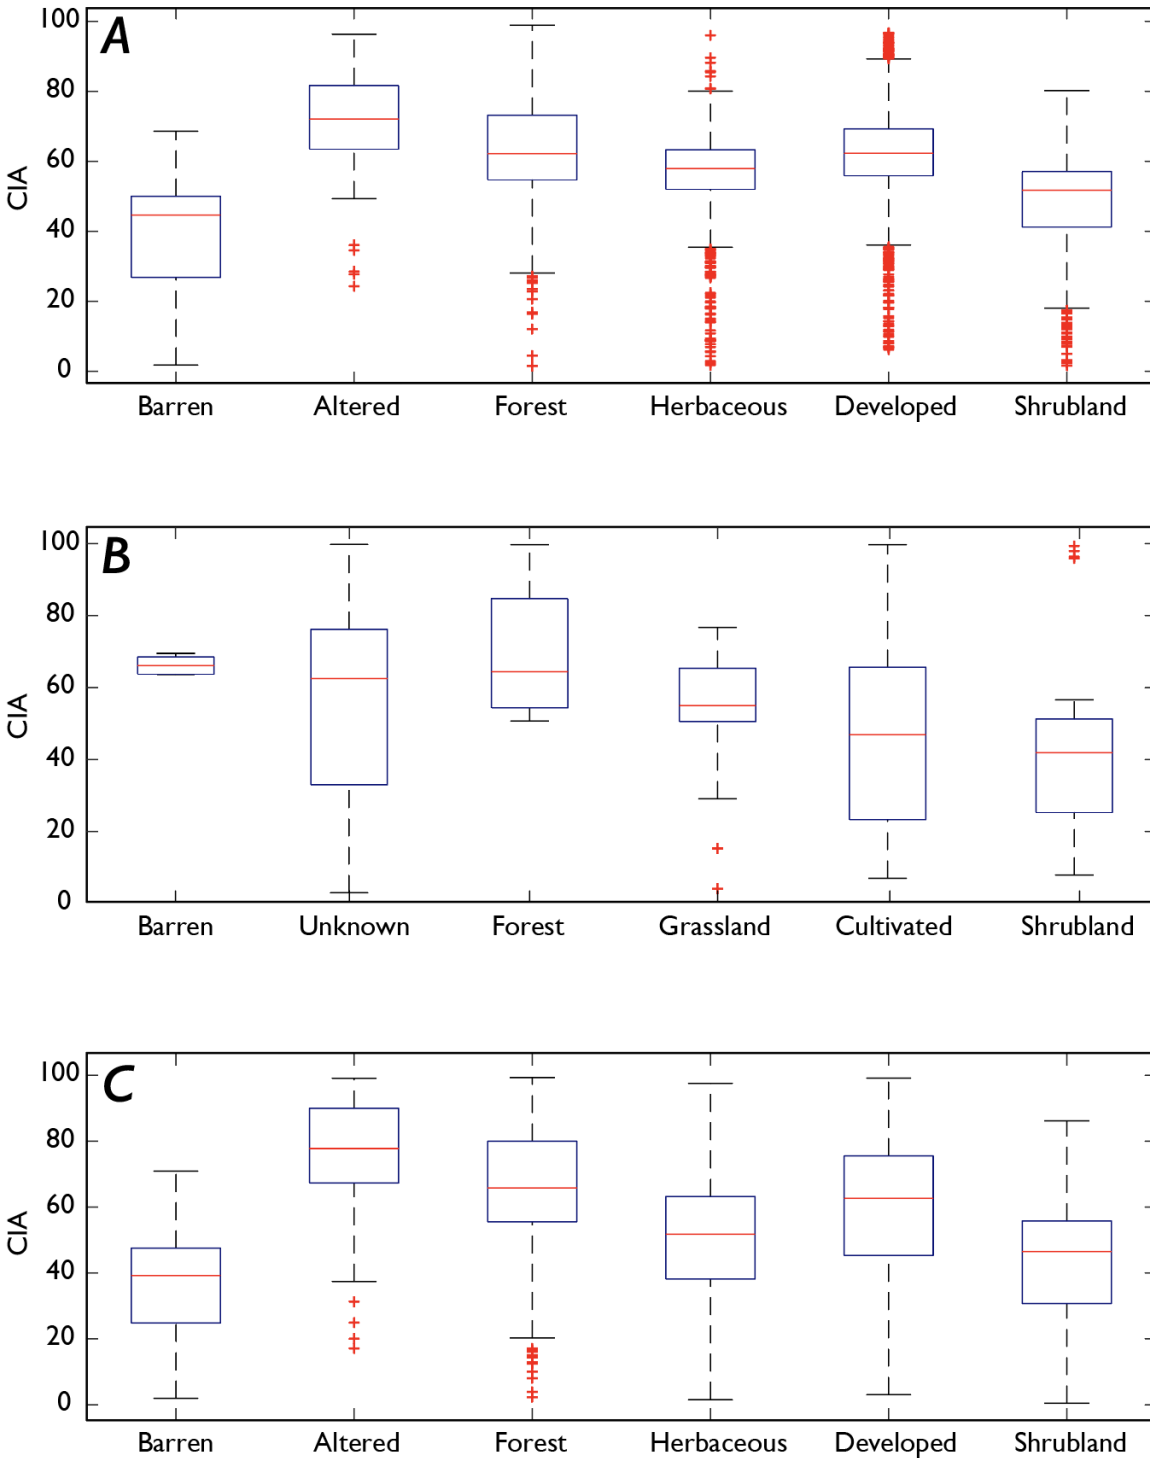 A
100
80
60
40
20
0
CIA
Barren Altered Forest Herbaceous Developed Shrubland
B
100
80
60
40
20
0
CIA
Barren Unknown Forest Grassland Cultivated Shrubland
C
100
80
60
40
20
0
CIA
Barren Altered Forest Herbaceous Developed Shrubland